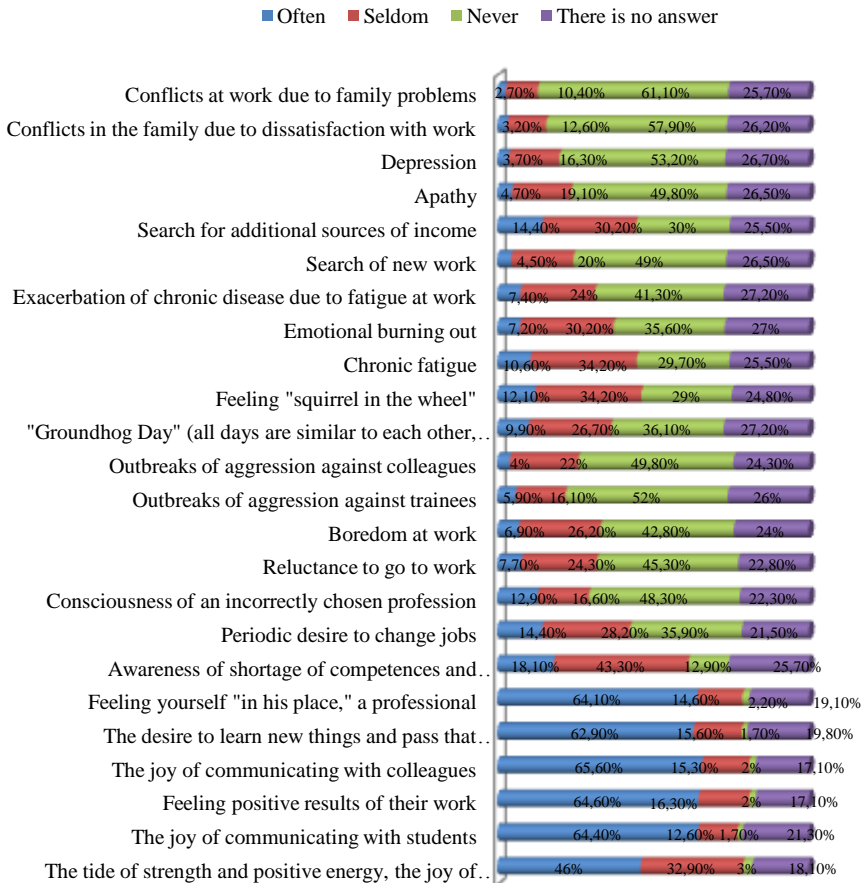 Often Seldom Never There is no answer
Conflicts at work due to family problems 2,70% 10,40% 61,10% 25,70%
Conflicts in the family due to dissatisfaction with work 3,20% 12,60% 57,90% 26,20%
Depression 3,70% 16,30% 53,20% 26,70%
Apathy 4,70% 19,10% 49,80% 26,50%
Search for additional sources of income 14,40% 30,20% 30% 25,50%
Search of new work 4,50% 20% 49% 26,50%
Exacerbation of chronic disease due to fatigue at work 7,40% 24% 41,30% 27,20%
Emotional burning out 7,20% 30,20% 35,60% 27%
Chronic fatigue 10,60% 34,20% 29,70% 25,50%
Feeling "squirrel in the wheel" 12,10% 34,20% 29% 24,80%
"Groundhog Day" (all days are similar to each other,.. 9,90% 26,70% 36,10% 27,20%
Outbreaks of aggression against colleagues 4% 22% 49,80% 24,30%
Outbreaks of aggression against trainees 5,90% 16,10% 52% 26%
Boredom at work 6,90% 26,20% 42,80% 24%
Reluctance to go to work 7,70% 24,30% 45,30% 22,80%
Consciousness of an incorrectly chosen profession 12,90% 16,60% 48,30% 22,30%
Periodic desire to change jobs 14,40% 28,20% 35,90% 21,50%
Awareness of shortage of competences and.. 18,10% 43,30% 12,90% 25,70%
Feeling yourself "in his place," a professional 64,10% 14,60% 2,20% 19,10%
The desire to learn new things and pass that.. 62,90% 15,60% 1,70% 19,80%
The joy of communicating with colleagues 65,60% 15,30% 2% 17,10%
Feeling positive results of their work 64,60% 16,30% 2% 17,10%
The joy of communicating with students 64,40% 12,60% 1,70% 21,30%
The tide of strength and positive energy, the joy of.. 46% 32,90% 3% 18,10%